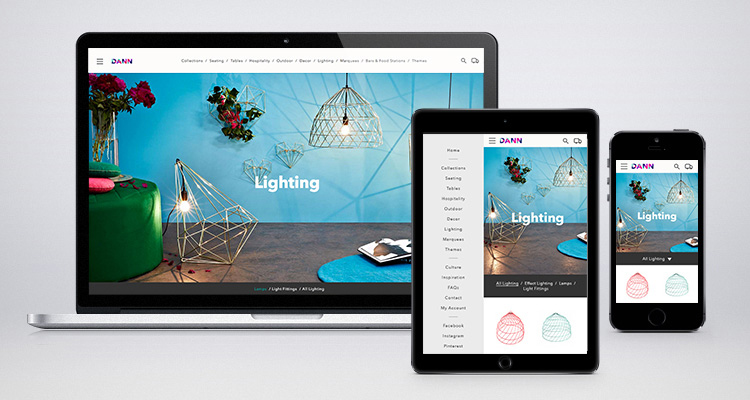 DANN
Collections / Seating / Tables / Hospitality / Outdoor / Decor / Lighting / Marquees / Bars & Food Stations / Themes
Lighting
Lamps / Light Fittings / All Lighting
Home
Collections
Seating
Tables
Hospitality
Outdoor
Decor
Lighting
Marquees
Themes
Culture
Inspiration
FAQs
Contact
My Account
Facebook
Instagram
Pinterest
DANN
Lighting
All Lighting / Effect Lighting / Lamps /
Light Fittings
DANN
Lighting
All Lighting